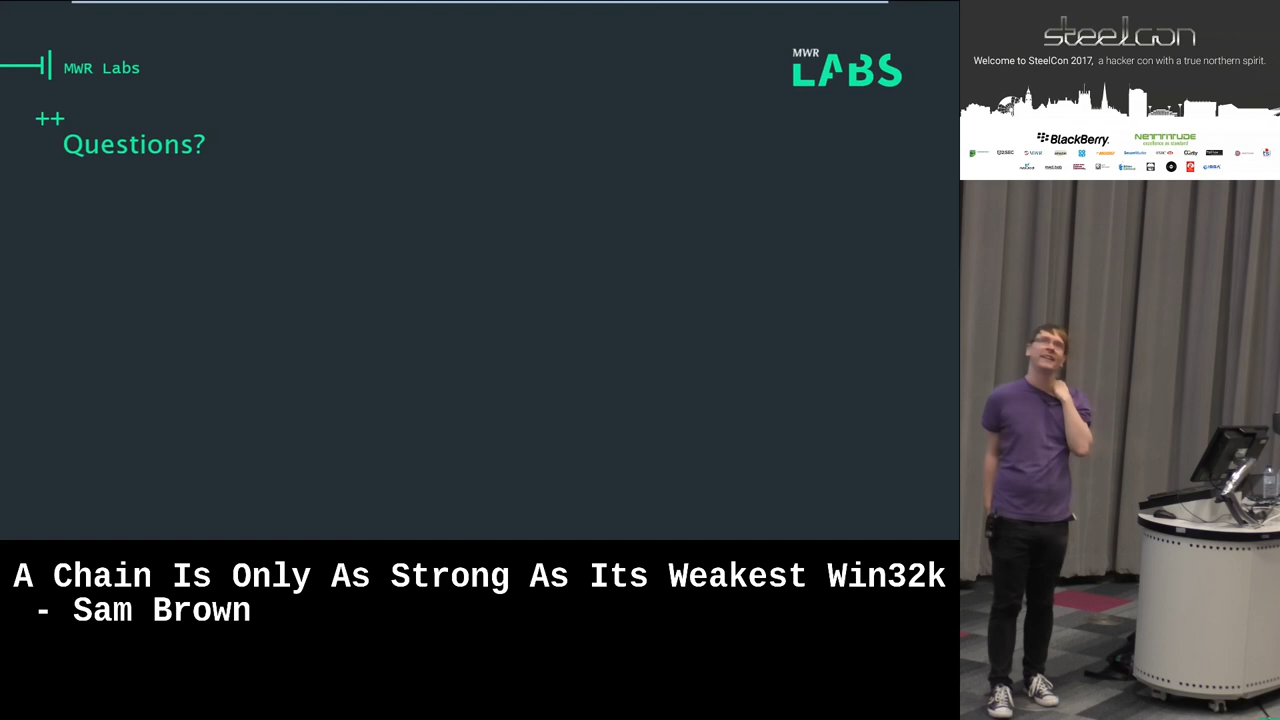 MWR Labs
MWR
LABS
++
Questions?
A Chain Is Only As Strong As Its Weakest Win32k
- Sam Brown
steelcon
Welcome to SteelCon 2017, a hacker con with a true northern spirit.
BlackBerry
NETTITUDE